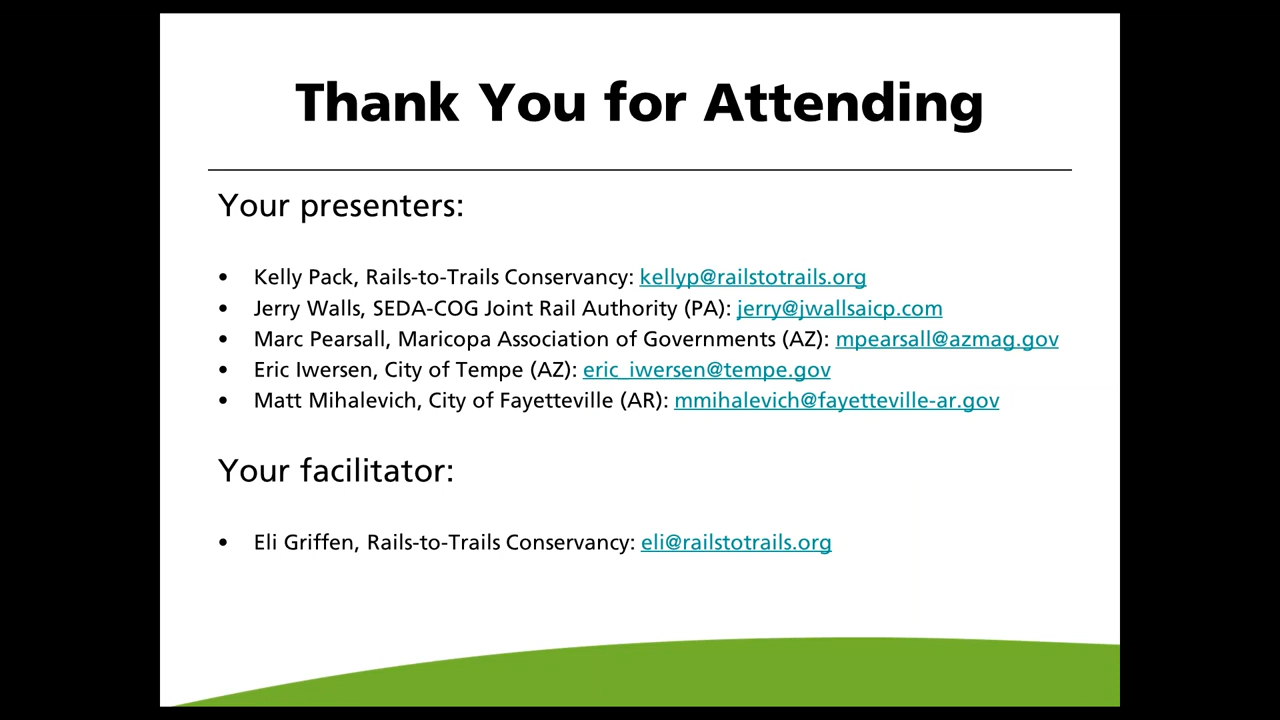 Thank You for Attending
Your presenters:
• Kelly Pack, Rails-to-Trails Conservancy: kellyp@railstotrails.org
• Jerry Walls, SEDA-COG Joint Rail Authority (PA): jerry@jwallsaicp.com
• Marc Pearsall, Maricopa Association of Governments (AZ): mpearsall@azmag.gov
• Eric Iwersen, City of Tempe (AZ): eric_iwersen@tempe.gov
• Matt Mihalevich, City of Fayetteville (AR): mmihalevich@fayetteville-ar.gov
Your facilitator:
• Eli Griffen, Rails-to-Trails Conservancy: eli@railstotrails.org